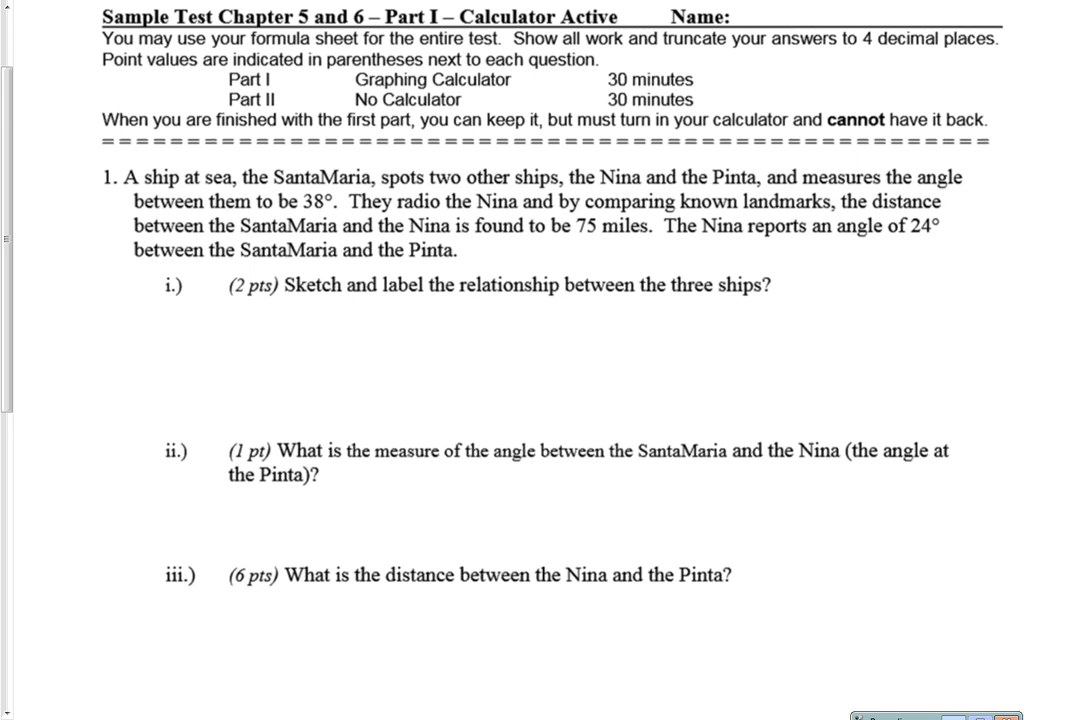 Sample Test Chapter 5 and 6 – Part I – Calculator Active Name:
You may use your formula sheet for the entire test. Show all work and truncate your answers to 4 decimal places.
Point values are indicated in parentheses next to each question.
Part I Graphing Calculator 30 minutes
Part II No Calculator 30 minutes
When you are finished with the first part, you can keep it, but must turn in your calculator and cannot have it back.
1. A ship at sea, the SantaMaria, spots two other ships, the Nina and the Pinta, and measures the angle
between them to be 38°. They radio the Nina and by comparing known landmarks, the distance
between the SantaMaria and the Nina is found to be 75 miles. The Nina reports an angle of 24°
between the SantaMaria and the Pinta.
i.) (2 pts) Sketch and label the relationship between the three ships?
ii.) (1 pt) What is the measure of the angle between the SantaMaria and the Nina (the angle at
the Pinta)?
iii.) (6 pts) What is the distance between the Nina and the Pinta?